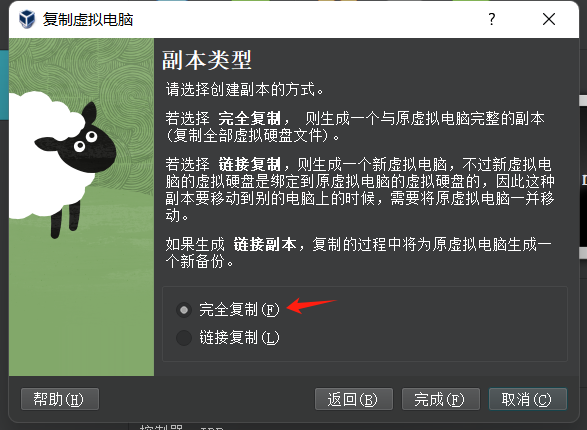 复制虚拟电脑
?
副本类型
请选择创建副本的方式。
若选择 完全复制， 则生成一个与原虚拟电脑完整的副本
(复制全部虚拟硬盘文件)。
若选择 链接复制，则生成一个新虚拟电脑，不过新虚拟电
脑的虚拟硬盘是绑定到原虚拟电脑的虚拟硬盘的，因此这种
副本要移动到别的电脑上的时候，需要将原虚拟电脑一并移
动。
如果生成 链接副本，复制的过程中将为原虚拟电脑生成一
个新备份。
完全复制(F)
链接复制(L)
帮助(H)
返回(B)
完成(F)
取消(C)